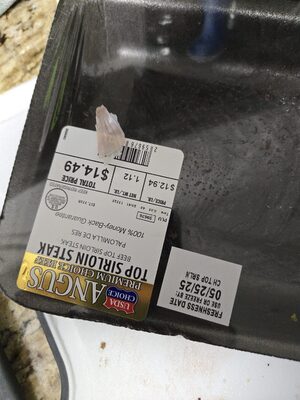 USDA
CHOICE
ANGUS
PREMIUM CHOICE BEEF
TOP SIRLOIN STEAK
BEEF TOP SIRLOIN STEAK
PALOMILLA DE RES
100% Money-Back Guarantee
PRICE/LB.
$12.94
NET WT. LB.
1.12
TOTAL PRICE
$14.49
FRESHNESS DATE
USE OR FREEZE BY:
05/25/25
CH TOP SRLN